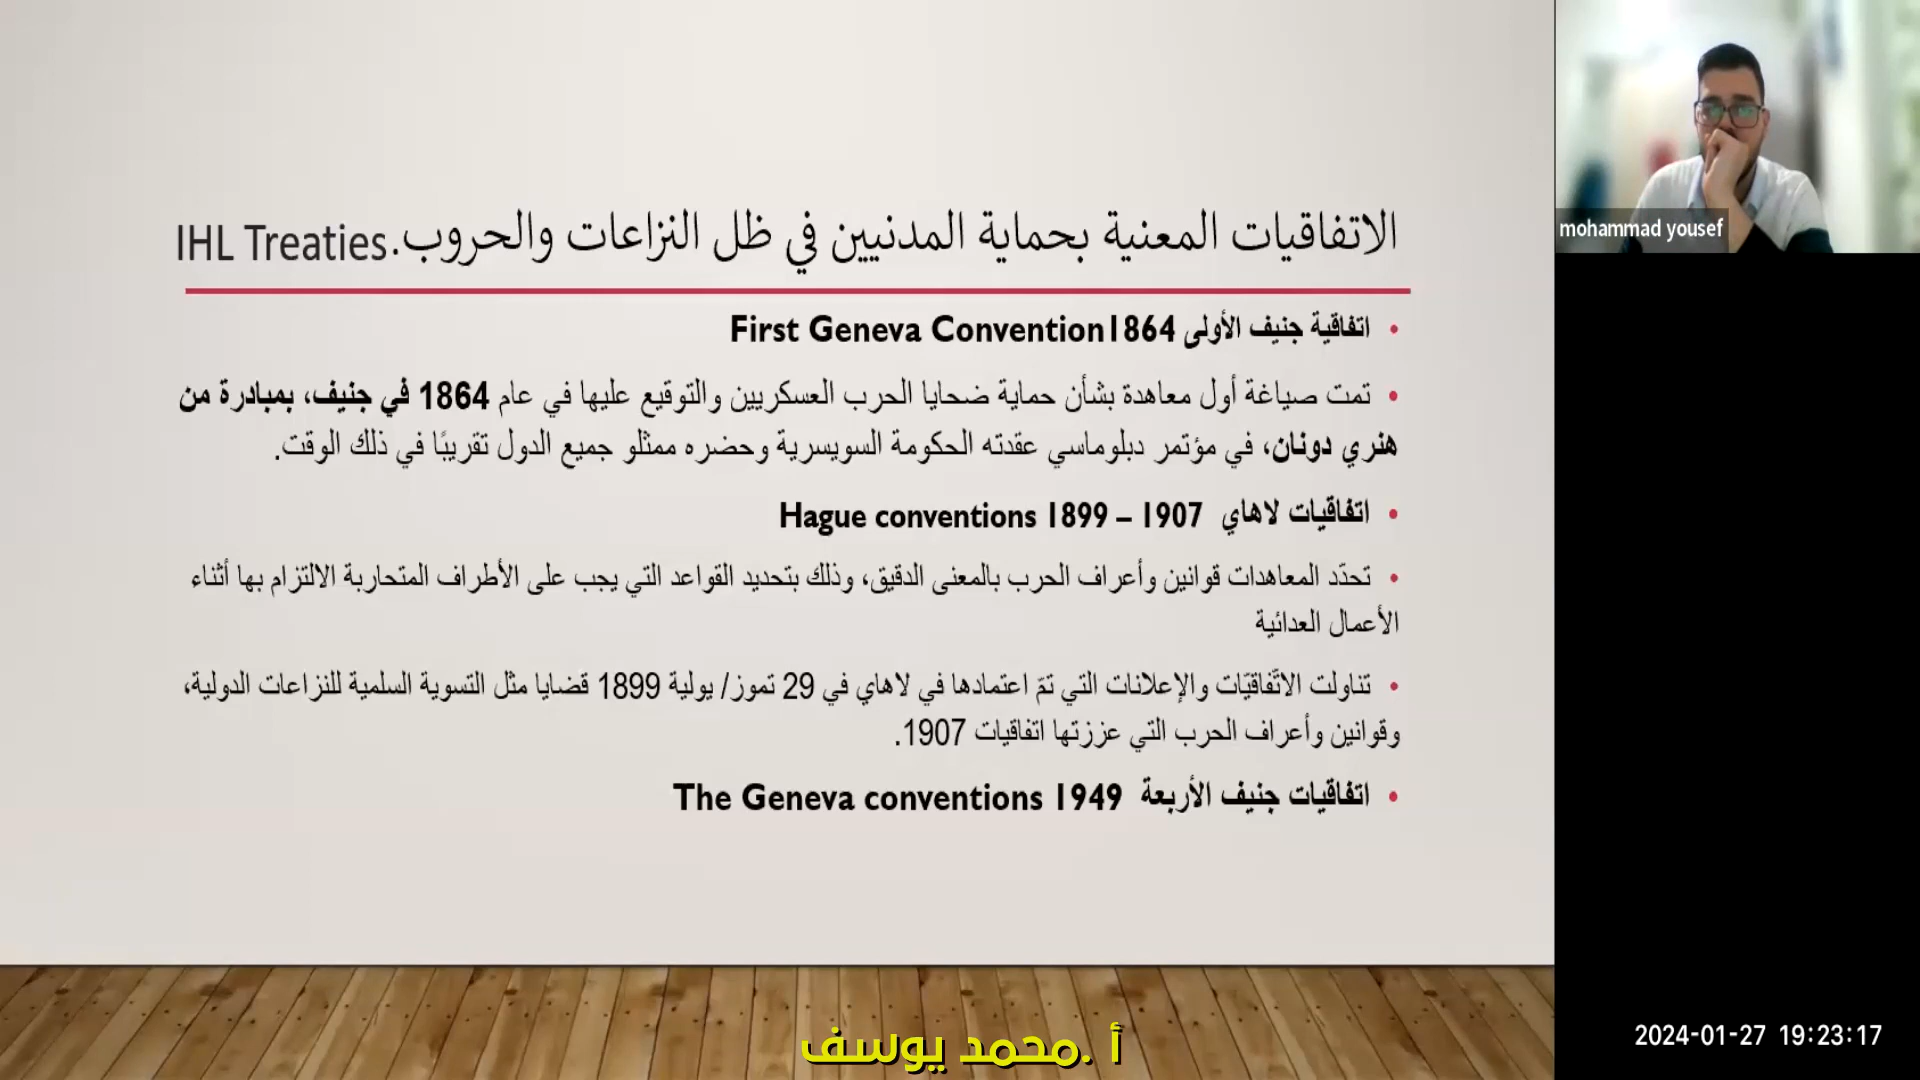 الاتفاقيات المعنية بحماية المدنيين في ظل النزاعات والحروب.IHL Treaties
• اتفاقية جنيف الأولى First Geneva Convention1864
• تمت صياغة أول معاهدة بشأن حماية ضحايا الحرب العسكريين والتوقيع عليها في عام 1864 في جنيف، بمبادرة من
هنري دونان، في مؤتمر دبلوماسي عقدته الحكومة السويسرية وحضره ممثلو جميع الدول تقريبًا في ذلك الوقت.
• اتفاقيات لاهاي Hague conventions 1899 – 1907
• تحدّد المعاهدات قوانين وأعراف الحرب بالمعنى الدقيق، وذلك بتحديد القواعد التي يجب على الأطراف المتحاربة الالتزام بها أثناء
الأعمال العدائية
• تناولت الاتّفاقيّات والإعلانات التي تمّ اعتمادها في لاهاي في 29 تموز/ يولية 1899 قضايا مثل التسوية السلمية للنزاعات الدولية،
وقوانين وأعراف الحرب التي عززتها اتفاقيات 1907.
• اتفاقيات جنيف الأربعة The Geneva conventions 1949
mohammad yousef
أ .محمد يوسف
2024-01-27 19:23:17